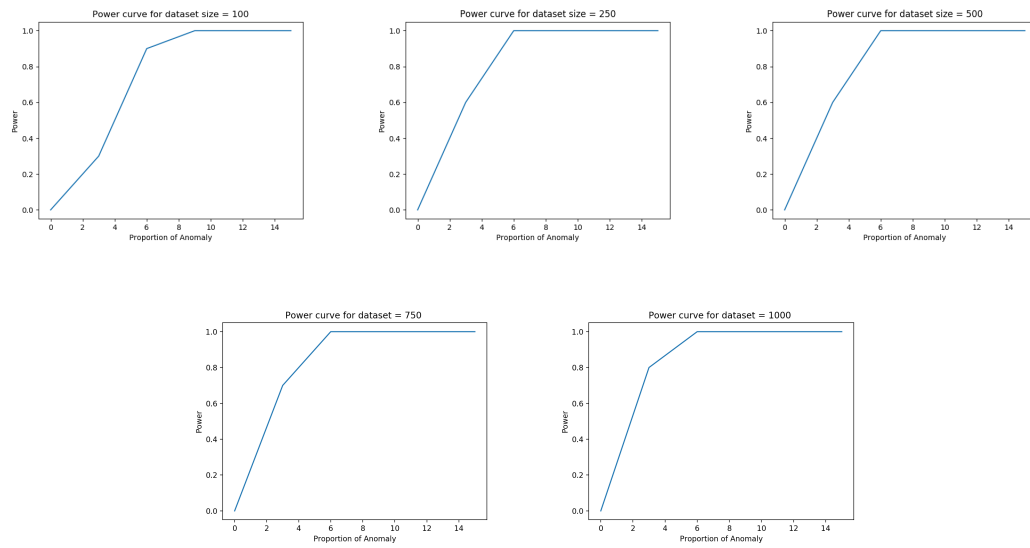 Power curve for dataset size = 100
1.0
0.8
0.6
0.4
0.2
0.0
Power
0 2 4 6 8 10 12 14
Proportion of Anomaly
Power curve for dataset size = 250
1.0
0.8
0.6
0.4
0.2
0.0
Power
0 2 4 6 8 10 12 14
Proportion of Anomaly
Power curve for dataset size = 500
1.0
0.8
0.6
0.4
0.2
0.0
Power
0 2 4 6 8 10 12 14
Proportion of Anomaly
Power curve for dataset = 750
1.0
0.8
0.6
0.4
0.2
0.0
Power
0 2 4 6 8 10 12 14
Proportion of Anomaly
Power curve for dataset = 1000
1.0
0.8
0.6
0.4
0.2
0.0
Power
0 2 4 6 8 10 12 14
Proportion of Anomaly